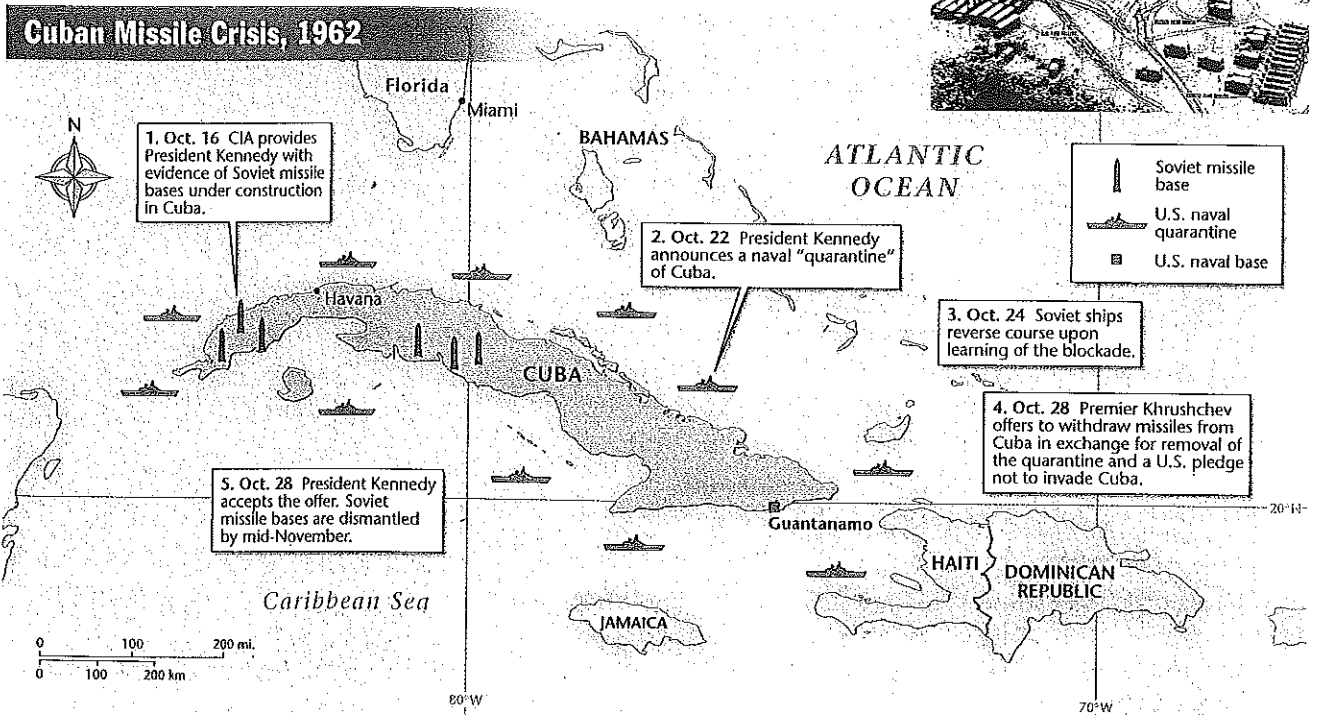 Cuban Missile Crisis, 1962
Florida
Miami
N
1. Oct. 16 CIA provides
President Kennedy with
evidence of Soviet missile
bases under construction
in Cuba.
BAHAMAS
ATLANTIC
OCEAN
Soviet missile
base
U.S. naval
quarantine
U.S. naval base
2. Oct. 22 President Kennedy
announces a naval "quarantine"
of Cuba.
Havana
3. Oct. 24 Soviet ships
reverse course upon
learning of the blockade.
CUBA
4. Oct. 28 Premier Khrushchev
offers to withdraw missiles from
Cuba in exchange for removal of
the quarantine and a U.S. pledge
not to invade Cuba.
5. Oct. 28 President Kennedy
accepts the offer. Soviet
missile bases are dismantled
by mid-November.
20°N
Guantanamo
HAITI
DOMINICAN
REPUBLIC
Caribbean Sea
JAMAICA
0 100 200 mi.
0 100 200 km
80°W
70°W